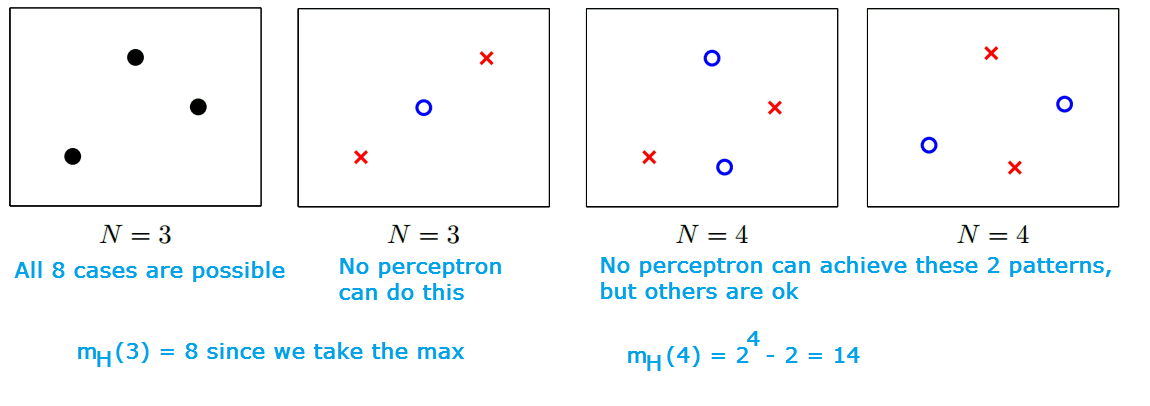 N = 3
N = 3
N = 4
N = 4
All 8 cases are possible
No perceptron
can do this
No perceptron can achieve these 2 patterns,
but others are ok
m_H(3) = 8 since we take the max
m_H(4) = 2^4 - 2 = 14